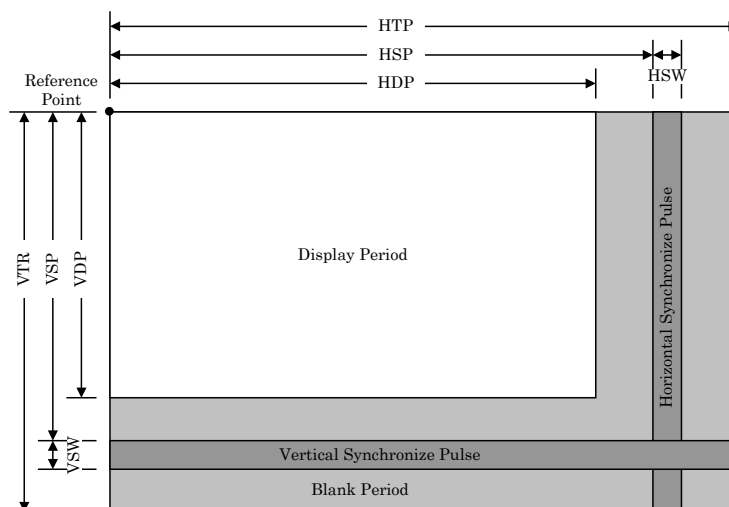 HTP
HSP
HSW
HDP
Reference
Point
VTR
VSP
VDP
Display Period
Horizontal Synchronize Pulse
VSW
Vertical Synchronize Pulse
Blank Period